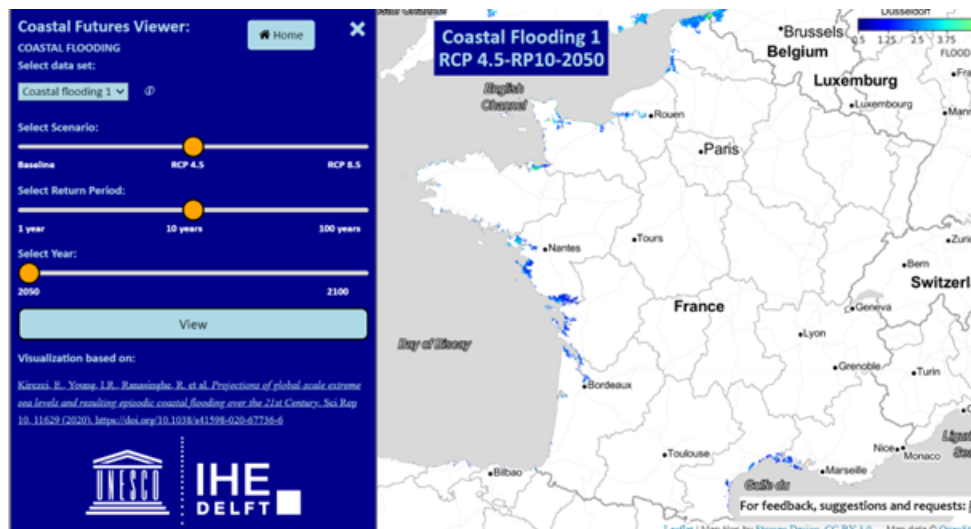 Coastal Futures Viewer:
Home
COASTAL FLOODING
Select data set:
Coastal flooding 1
Select Scenario:
Baseline RCP 4.5 RCP 8.5
Select Return Period:
1 year 10 years 100 years
Select Year:
2050 2100
View
Visualization based on:
Kirezci, E., Young, I.R., Ranasinghe, R. et al. Projections of global scale extreme
sea levels and resulting episodic coastal flooding over the 21st Century. Sci Rep
10, 11629 (2020). https://doi.org/10.1038/s41598-020-67736-6
UNESCO
IHE
DELFT
Coastal Flooding 1
RCP 4.5-RP10-2050
Dusseldorf
0.5 1.25 2.5 3.75
FLOOD
Brussels
Belgium
Luxemburg
Luxembourg
English
Channel
Rouen
Paris
Nantes
Tours
Bern
Geneva
France
Lyon
Grenoble
Turin
Bay of Biscay
Bordeaux
Toulouse
Bilbao
Marseille
Nice
Monaco
Golfe du
For feedback, suggestions and requests: